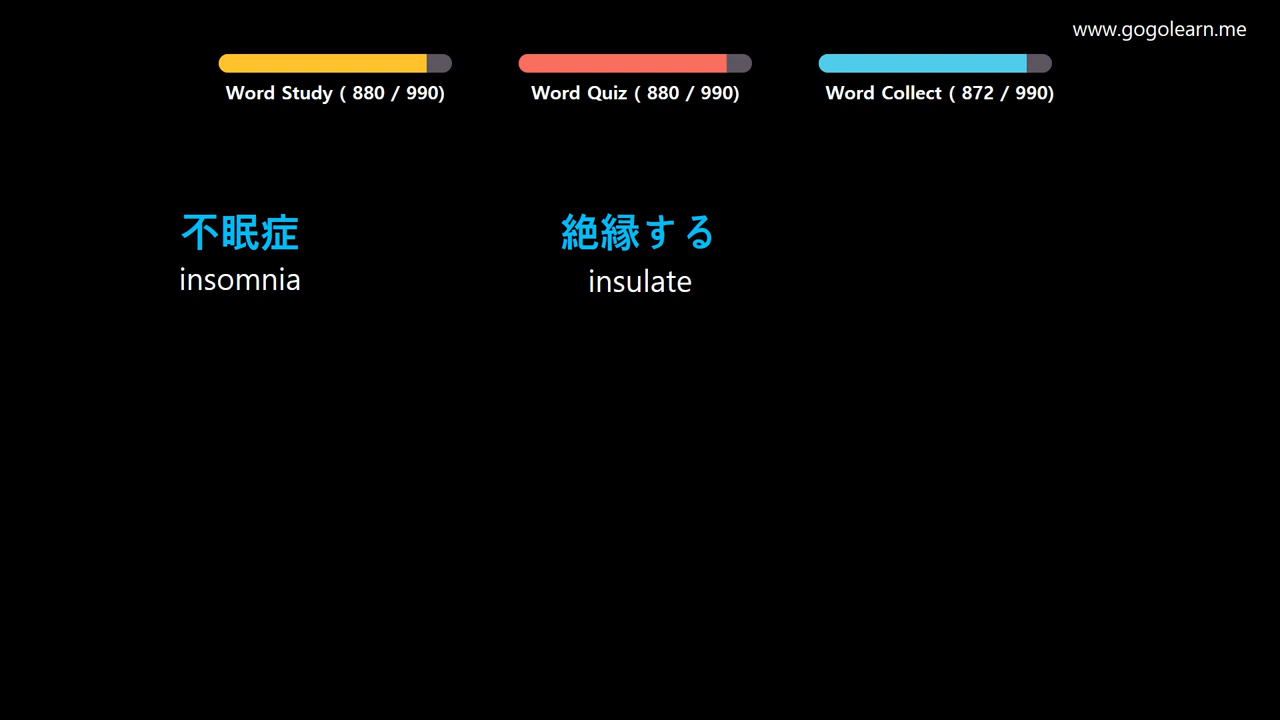 www.gogolearn.me
Word Study ( 880 / 990)
Word Quiz ( 880 / 990)
Word Collect ( 872 / 990)
不眠症
insomnia
絶縁する
insulate